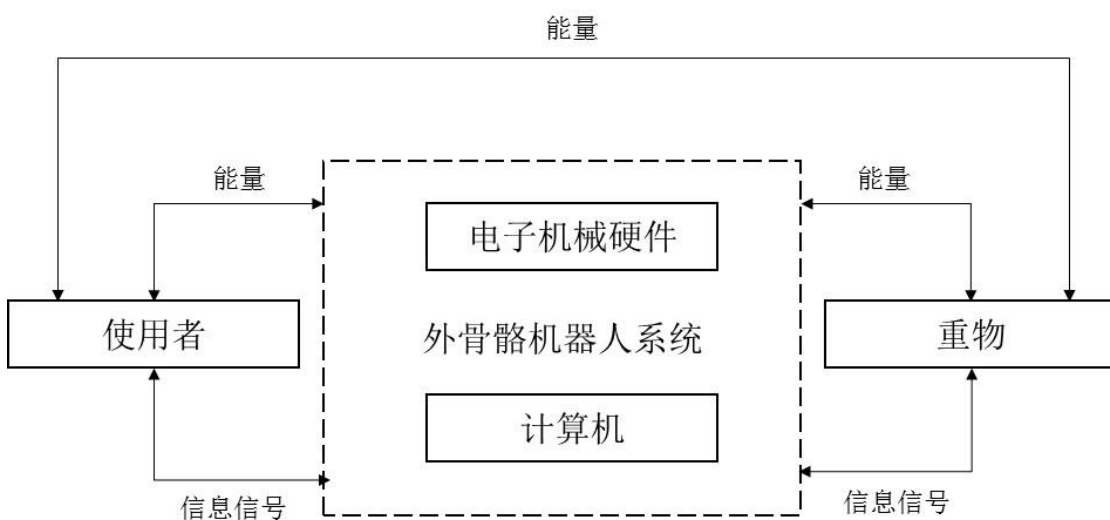 能量
能量
能量
电子机械硬件
使用者
外骨骼机器人系统
重物
计算机
信息信号
信息信号